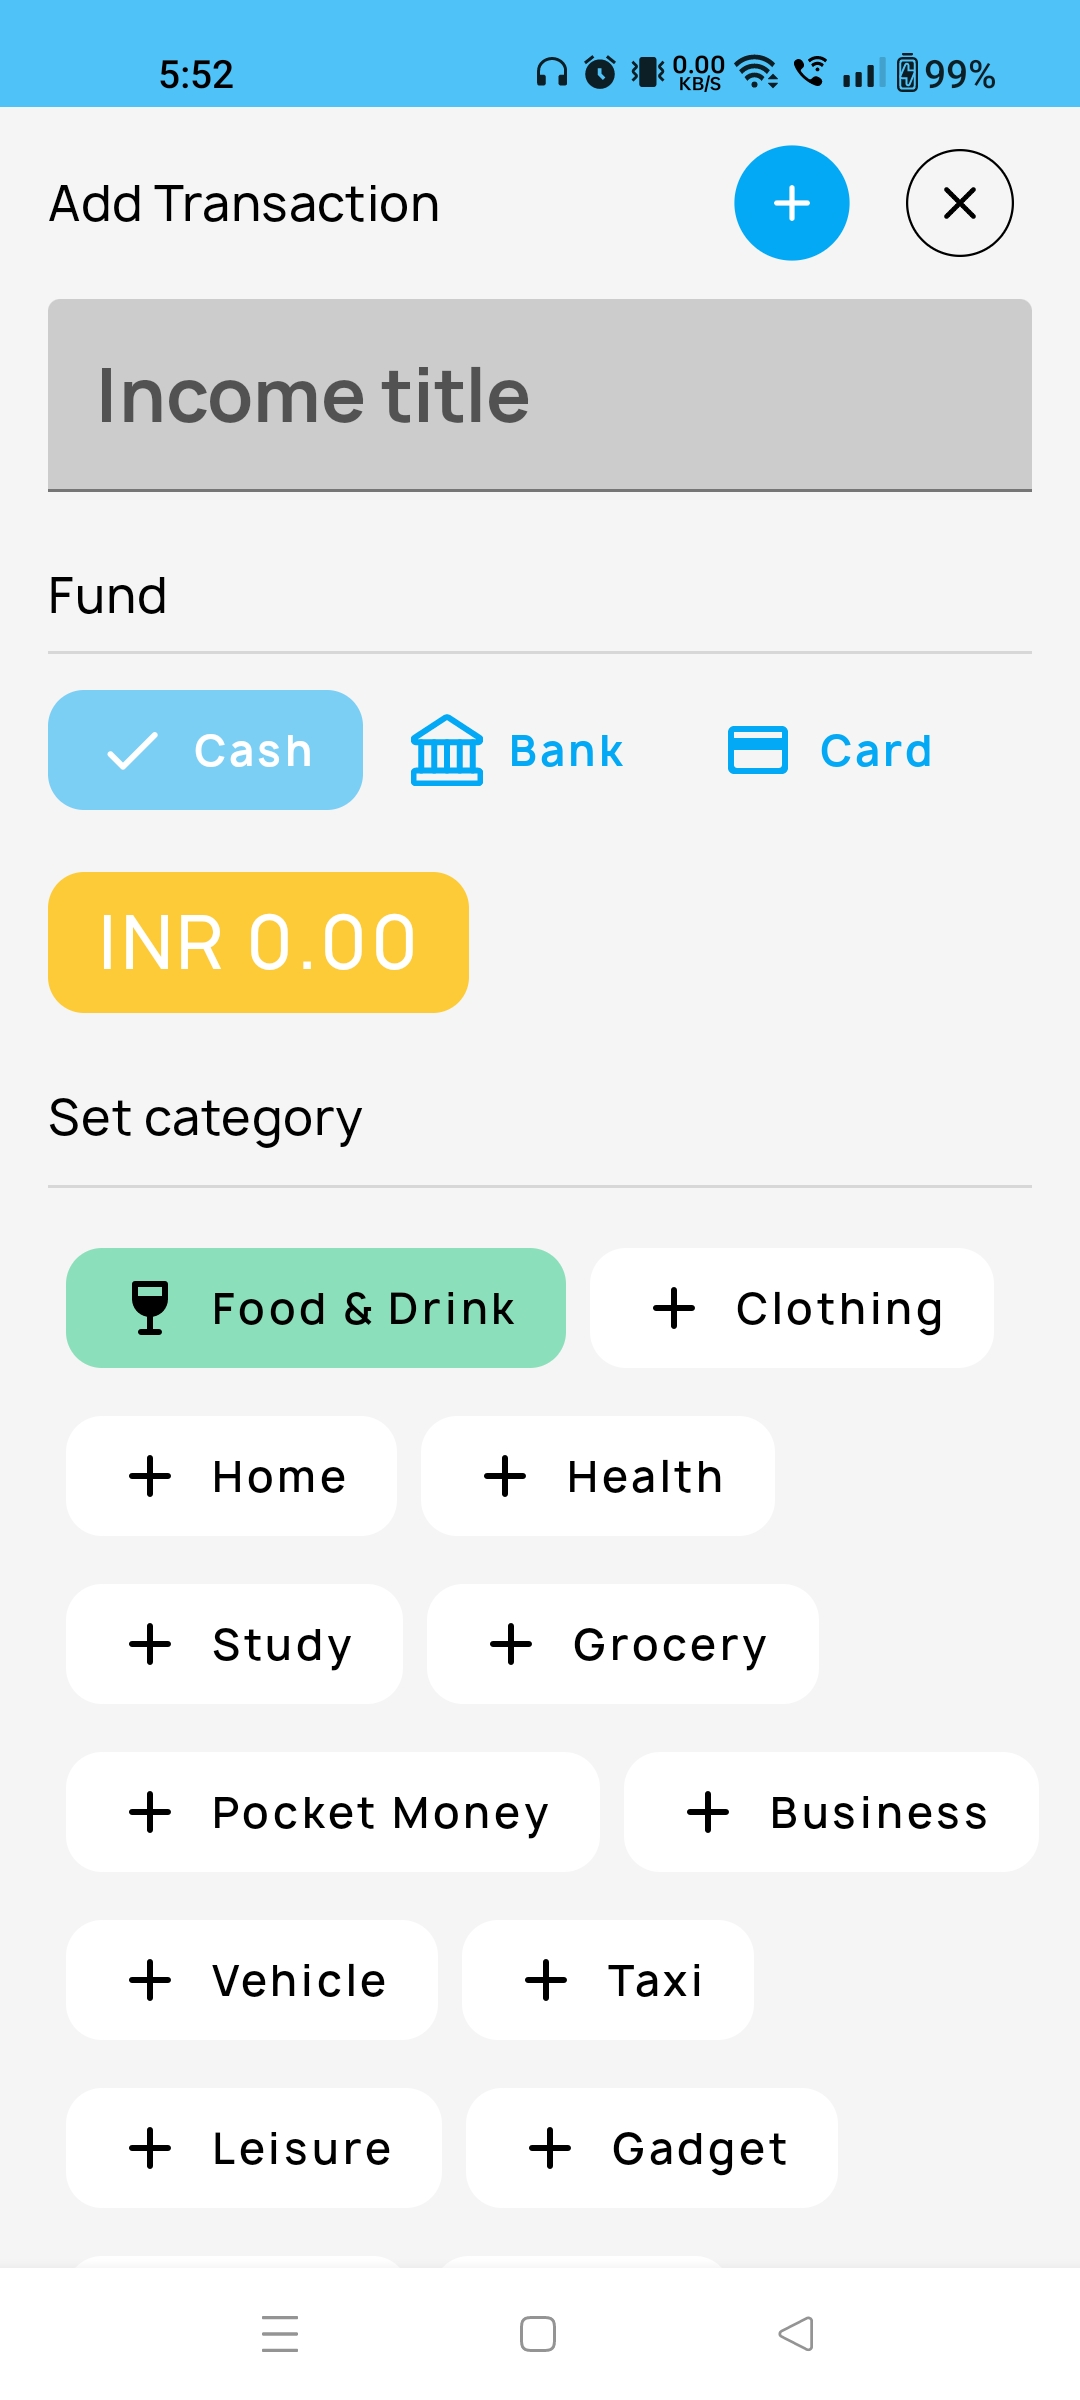 5:52 0.00 KB/S 99%
Add Transaction
Income title
Fund
Cash Bank Card
INR 0.00
Set category
Food & Drink Clothing
Home Health
Study Grocery
Pocket Money Business
Vehicle Taxi
Leisure Gadget